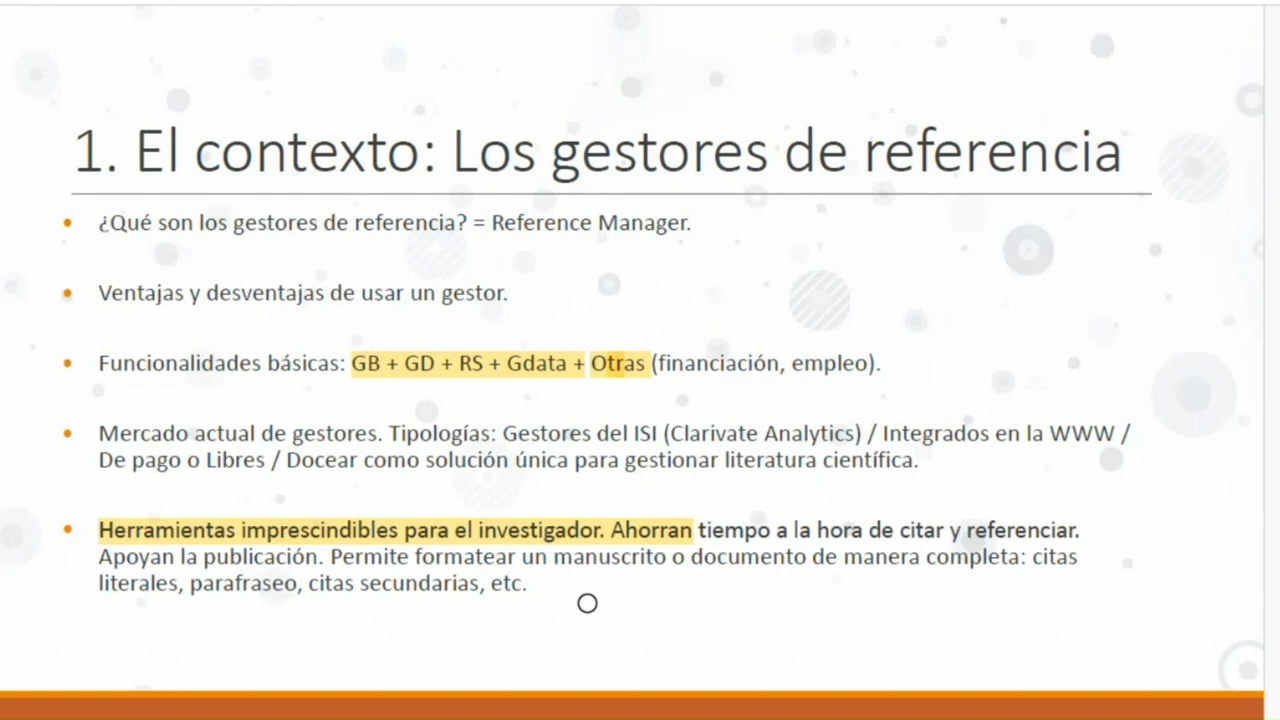 1. El contexto: Los gestores de referencia
¿Qué son los gestores de referencia? = Reference Manager.
Ventajas y desventajas de usar un gestor.
Funcionalidades básicas: GB + GD + RS + Gdata + Otras (financiación, empleo).
Mercado actual de gestores. Tipologías: Gestores del ISI (Clarivate Analytics) / Integrados en la WWW /
De pago o Libres / Docear como solución única para gestionar literatura científica.
Herramientas imprescindibles para el investigador. Ahorran tiempo a la hora de citar y referenciar.
Apoyan la publicación. Permite formatear un manuscrito o documento de manera completa: citas
literales, parafraseo, citas secundarias, etc.